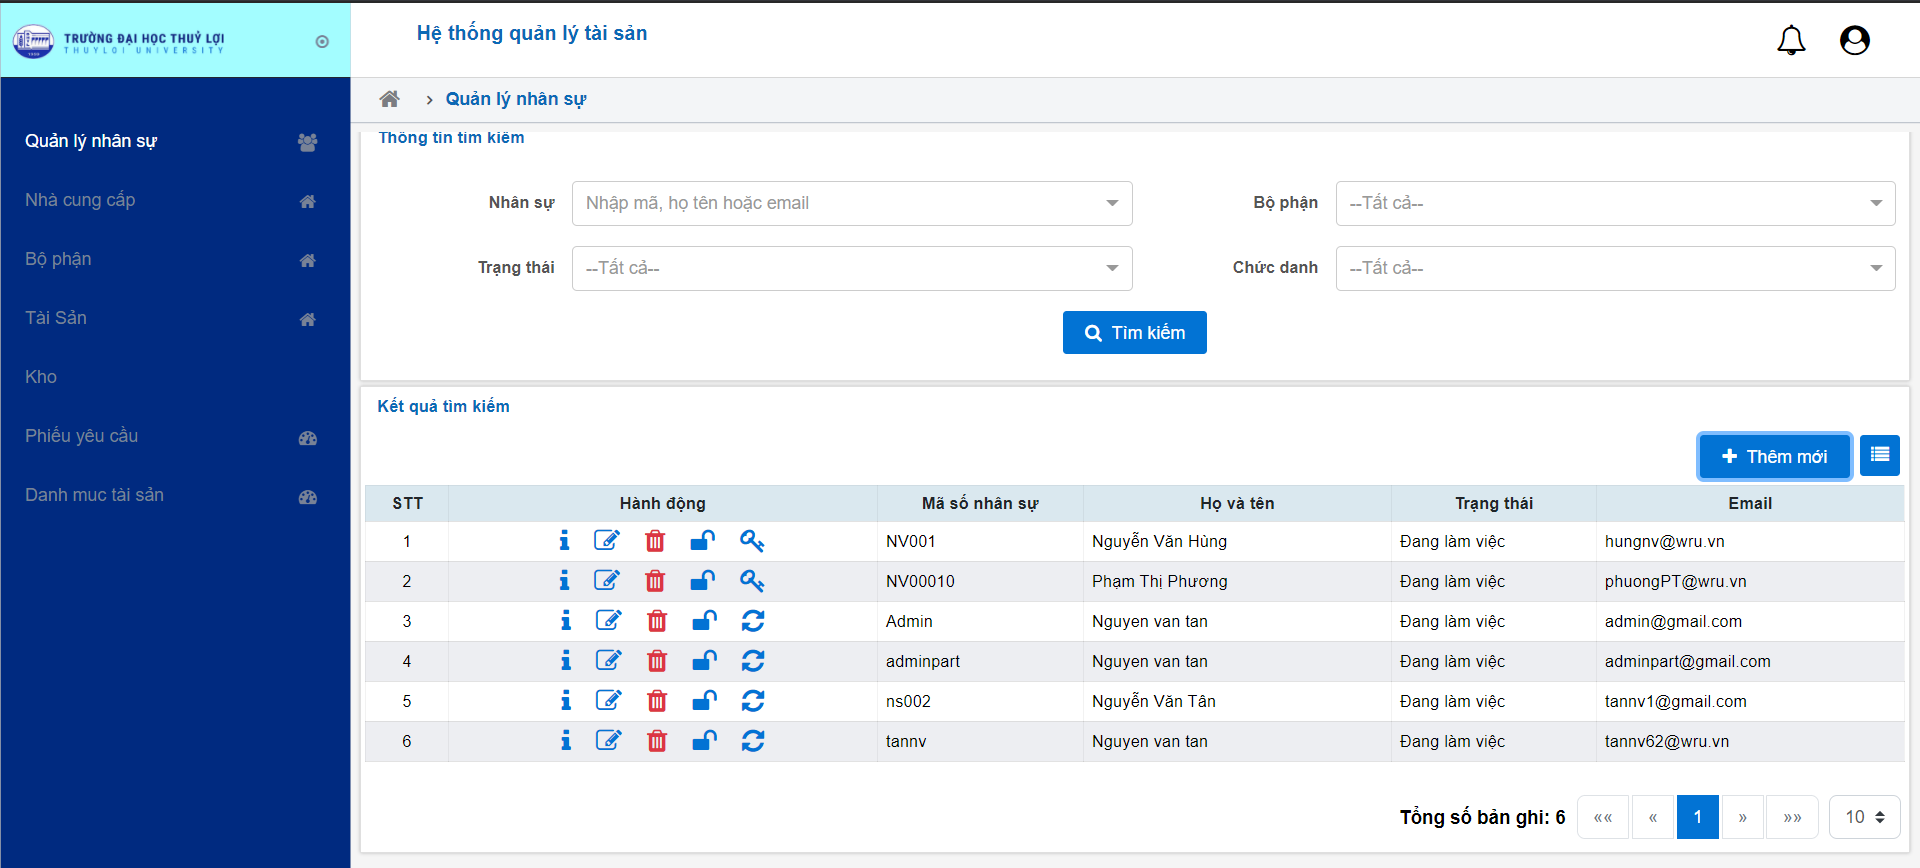 TRƯỜNG ĐẠI HỌC THUỶ LỢI
THUYLOI UNIVERSITY
Hệ thống quản lý tài sản
Quản lý nhân sự
Quản lý nhân sự
Nhà cung cấp
Bộ phận
Tài Sản
Kho
Phiếu yêu cầu
Danh muc tài sản
Thông tin tìm kiếm
Nhân sự Nhập mã, họ tên hoặc email Bộ phận --Tất cả--
Trạng thái --Tất cả-- Chức danh --Tất cả--
Tìm kiếm
Kết quả tìm kiếm
+ Thêm mới
STT Hành động Mã số nhân sự Họ và tên Trạng thái Email
1 NV001 Nguyễn Văn Hùng Đang làm việc hungnv@wru.vn
2 NV00010 Phạm Thị Phương Đang làm việc phuongPT@wru.vn
3 Admin Nguyen van tan Đang làm việc admin@gmail.com
4 adminpart Nguyen van tan Đang làm việc adminpart@gmail.com
5 ns002 Nguyễn Văn Tân Đang làm việc tannv1@gmail.com
6 tannv Nguyen van tan Đang làm việc tannv62@wru.vn
Tổng số bản ghi: 6 «« « 1 » »» 10